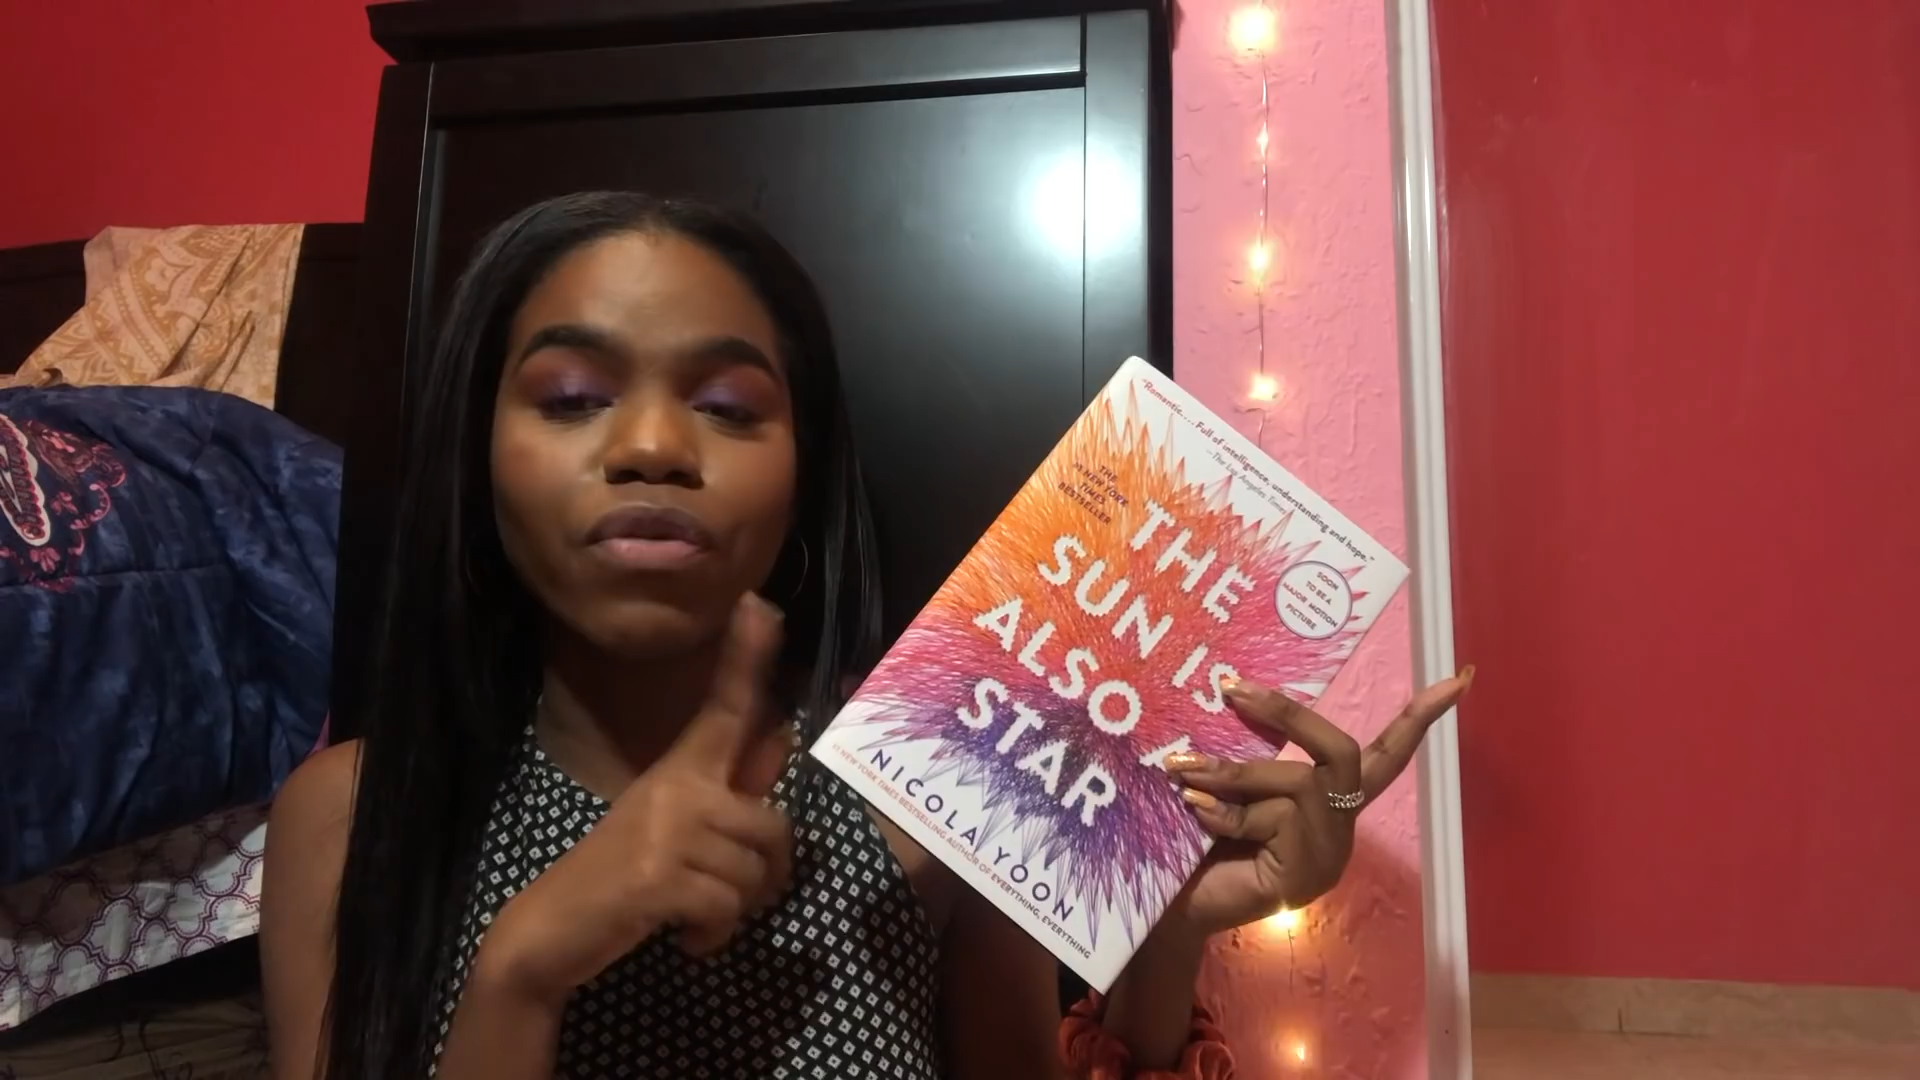 "Romantic. . . . Full of intelligence, understanding and hope."
—The Los Angeles Times
THE
#1 NEW YORK
TIMES
BESTSELLER
THE
SUN IS
ALSO A
STAR
SOON
TO BE A
MAJOR MOTION
PICTURE
NICOLA YOON
#1 NEW YORK TIMES BESTSELLING AUTHOR OF EVERYTHING, EVERYTHING